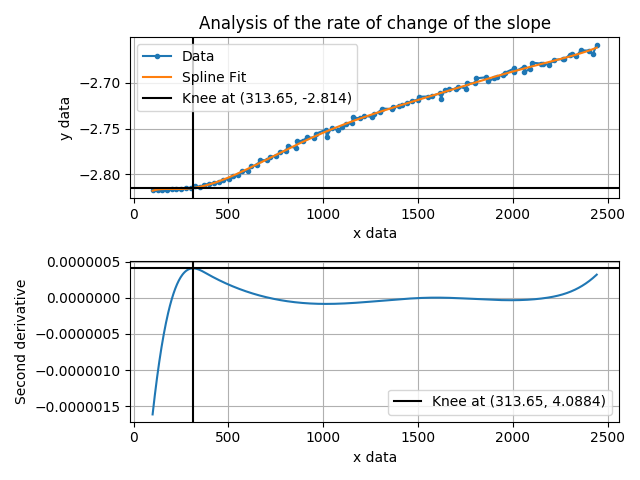 Analysis of the rate of change of the slope
Data
Spline Fit
Knee at (313.65, -2.814)
−2.70
−2.75
−2.80
y data
0
500
1000
1500
2000
2500
x data
0.0000005
0.0000000
−0.0000005
−0.0000010
−0.0000015
Second derivative
Knee at (313.65, 4.0884)
0
500
1000
1500
2000
2500
x data